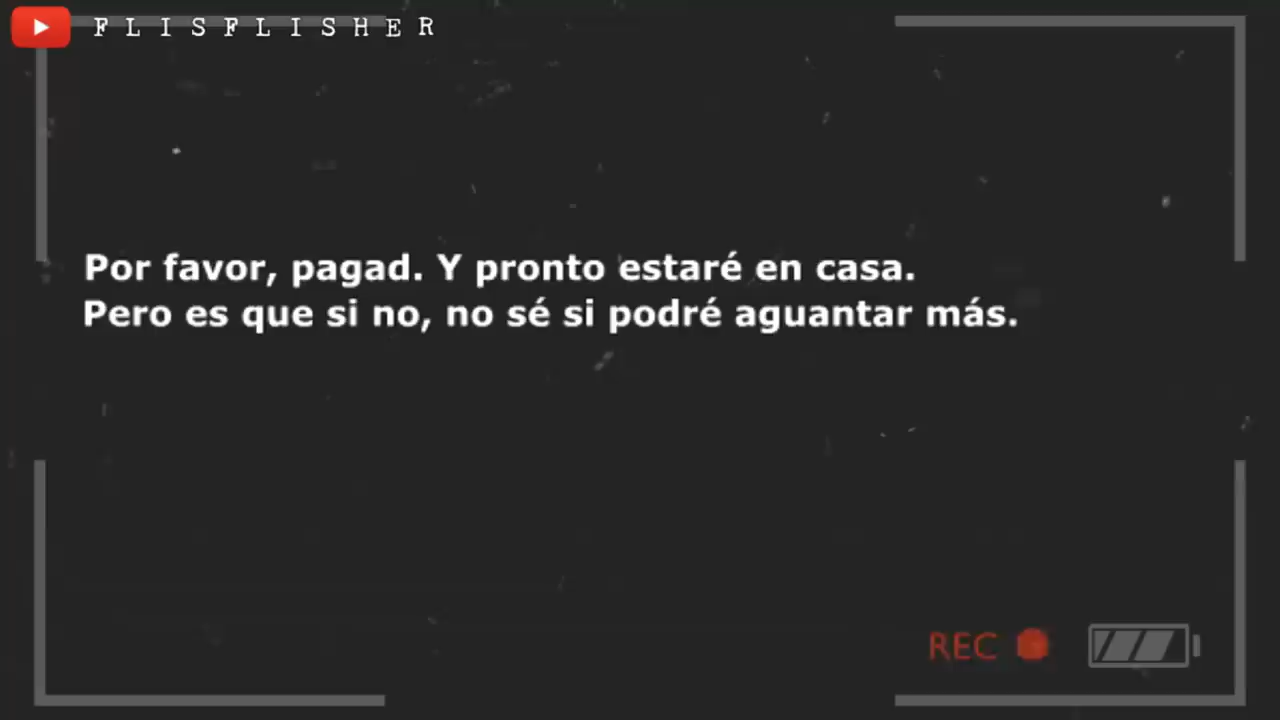 FLISFLISHER
Por favor, pagad. Y pronto estaré en casa.
Pero es que si no, no sé si podré aguantar más.
REC